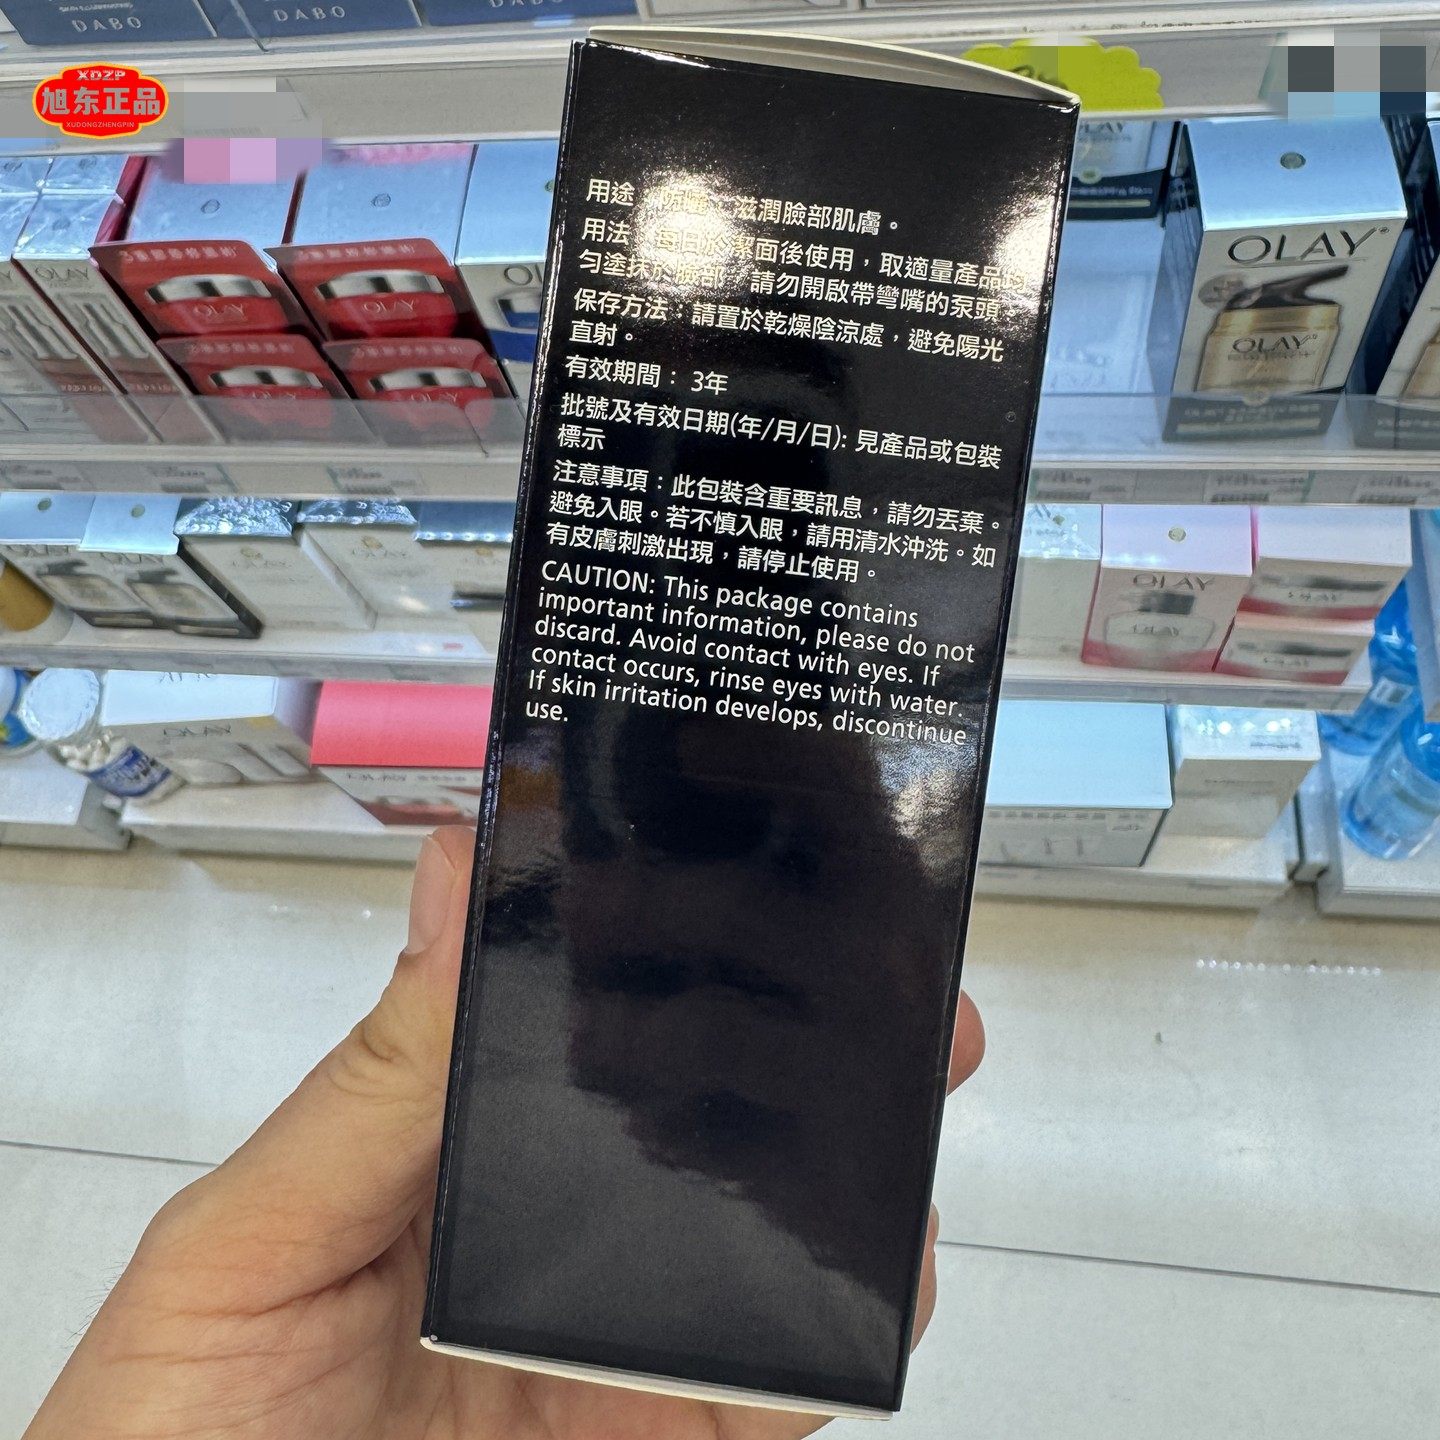 DABO
DABO
XDZP
旭东正品
XUDONGZHENGPIN
用途：防曬、滋潤臉部肌膚。
用法：每日於潔面後使用，取適量產品均
勻塗抹於臉部，請勿開啟帶彎嘴的泵頭。
保存方法：請置於乾燥陰涼處，避免陽光
直射。
有效期間：3年
批號及有效日期(年/月/日): 見產品或包裝
標示
注意事項：此包裝含重要訊息，請勿丟棄。
避免入眼。若不慎入眼，請用清水沖洗。如
有皮膚刺激出現，請停止使用。
CAUTION: This package contains
important information, please do not
discard. Avoid contact with eyes. If
contact occurs, rinse eyes with water.
If skin irritation develops, discontinue
use.
OLAY
OLAY
OLAY
OLAY
OLAY
OLAY
OLAY